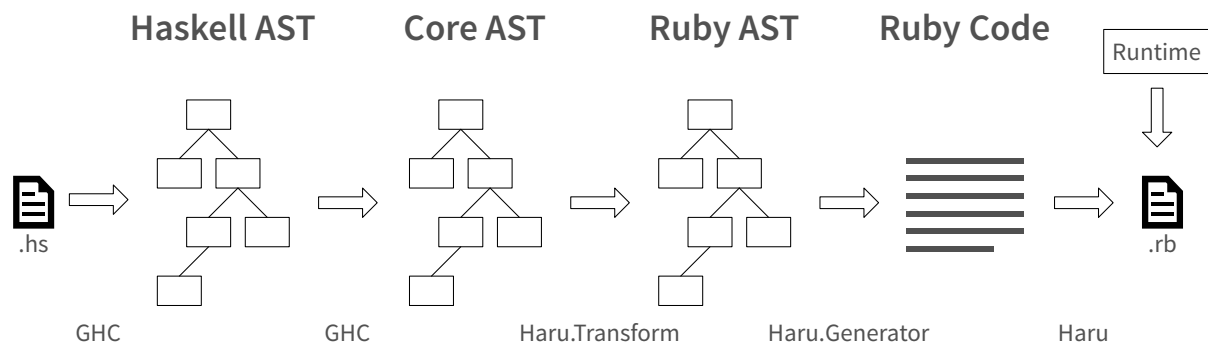 Haskell AST
Core AST
Ruby AST
Ruby Code
Runtime
.hs
.rb
GHC
GHC
Haru.Transform
Haru.Generator
Haru